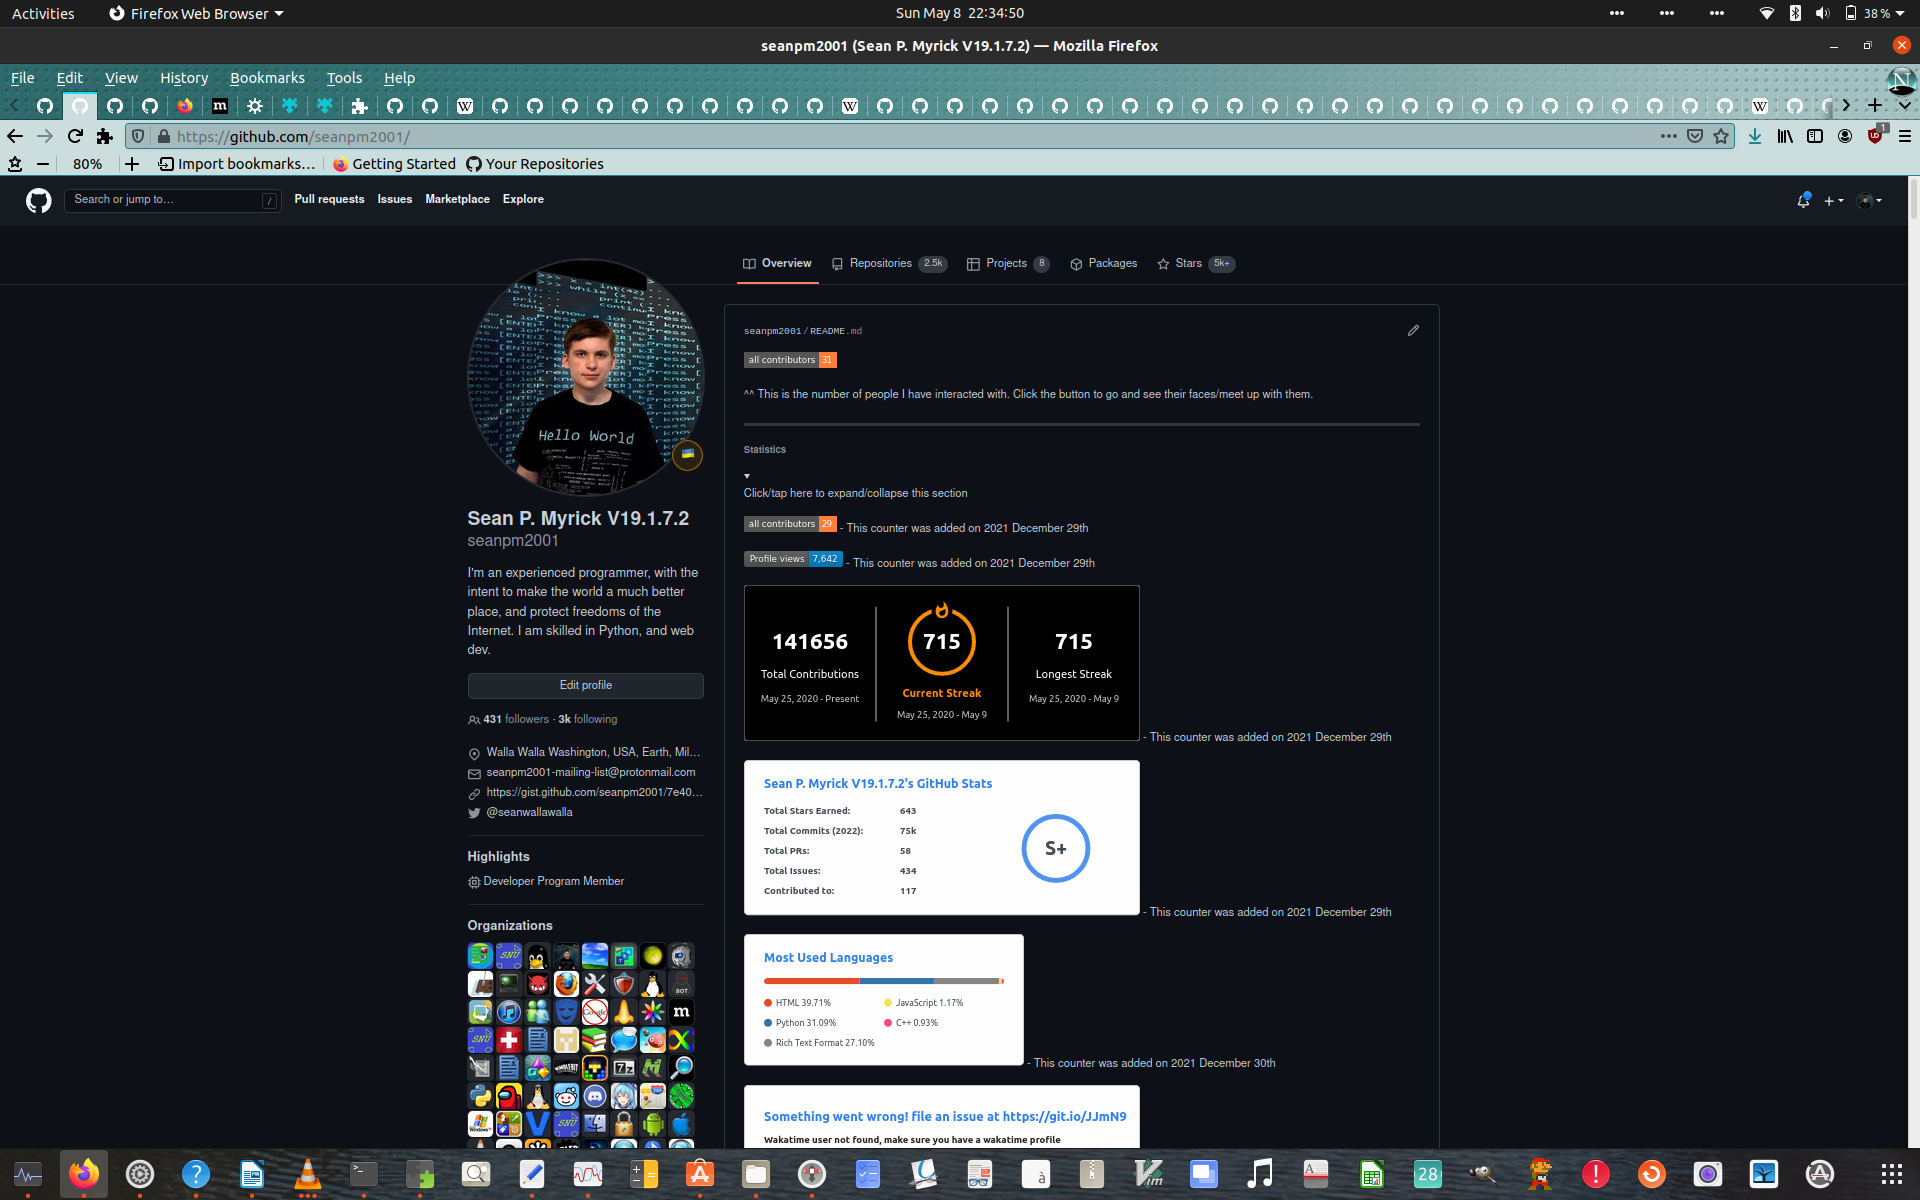 Activities
Firefox Web Browser
Sun May 8 22:34:50
38 %
seanpm2001 (Sean P. Myrick V19.1.7.2) — Mozilla Firefox
File Edit View History Bookmarks Tools Help
https://github.com/seanpm2001/
80%
Import bookmarks…
Getting Started
Your Repositories
Search or jump to…
/
Pull requests Issues Marketplace Explore
Overview
Repositories 2.5k
Projects 8
Packages
Stars 5k+
Hello World
Sean P. Myrick V19.1.7.2
seanpm2001
I'm an experienced programmer, with the
intent to make the world a much better
place, and protect freedoms of the
Internet. I am skilled in Python, and web
dev.
Edit profile
431 followers · 3k following
Walla Walla Washington, USA, Earth, Mil…
seanpm2001-mailing-list@protonmail.com
https://gist.github.com/seanpm2001/7e40…
@seanwallawalla
Highlights
Developer Program Member
Organizations
seanpm2001/README.md
all contributors 31
^^ This is the number of people I have interacted with. Click the button to go and see their faces/meet up with them.
Statistics
Click/tap here to expand/collapse this section
all contributors 29 - This counter was added on 2021 December 29th
Profile views 7,642 - This counter was added on 2021 December 29th
141656
Total Contributions
May 25, 2020 - Present
715
Current Streak
May 25, 2020 - May 9
715
Longest Streak
May 25, 2020 - May 9
- This counter was added on 2021 December 29th
Sean P. Myrick V19.1.7.2's GitHub Stats
Total Stars Earned: 643
Total Commits (2022): 75k
Total PRs: 58
Total Issues: 434
Contributed to: 117
S+
- This counter was added on 2021 December 29th
Most Used Languages
HTML 39.71%
JavaScript 1.17%
Python 31.09%
C++ 0.93%
Rich Text Format 27.10%
- This counter was added on 2021 December 30th
Something went wrong! file an issue at https://git.io/JJmN9
Wakatime user not found, make sure you have a wakatime profile
28